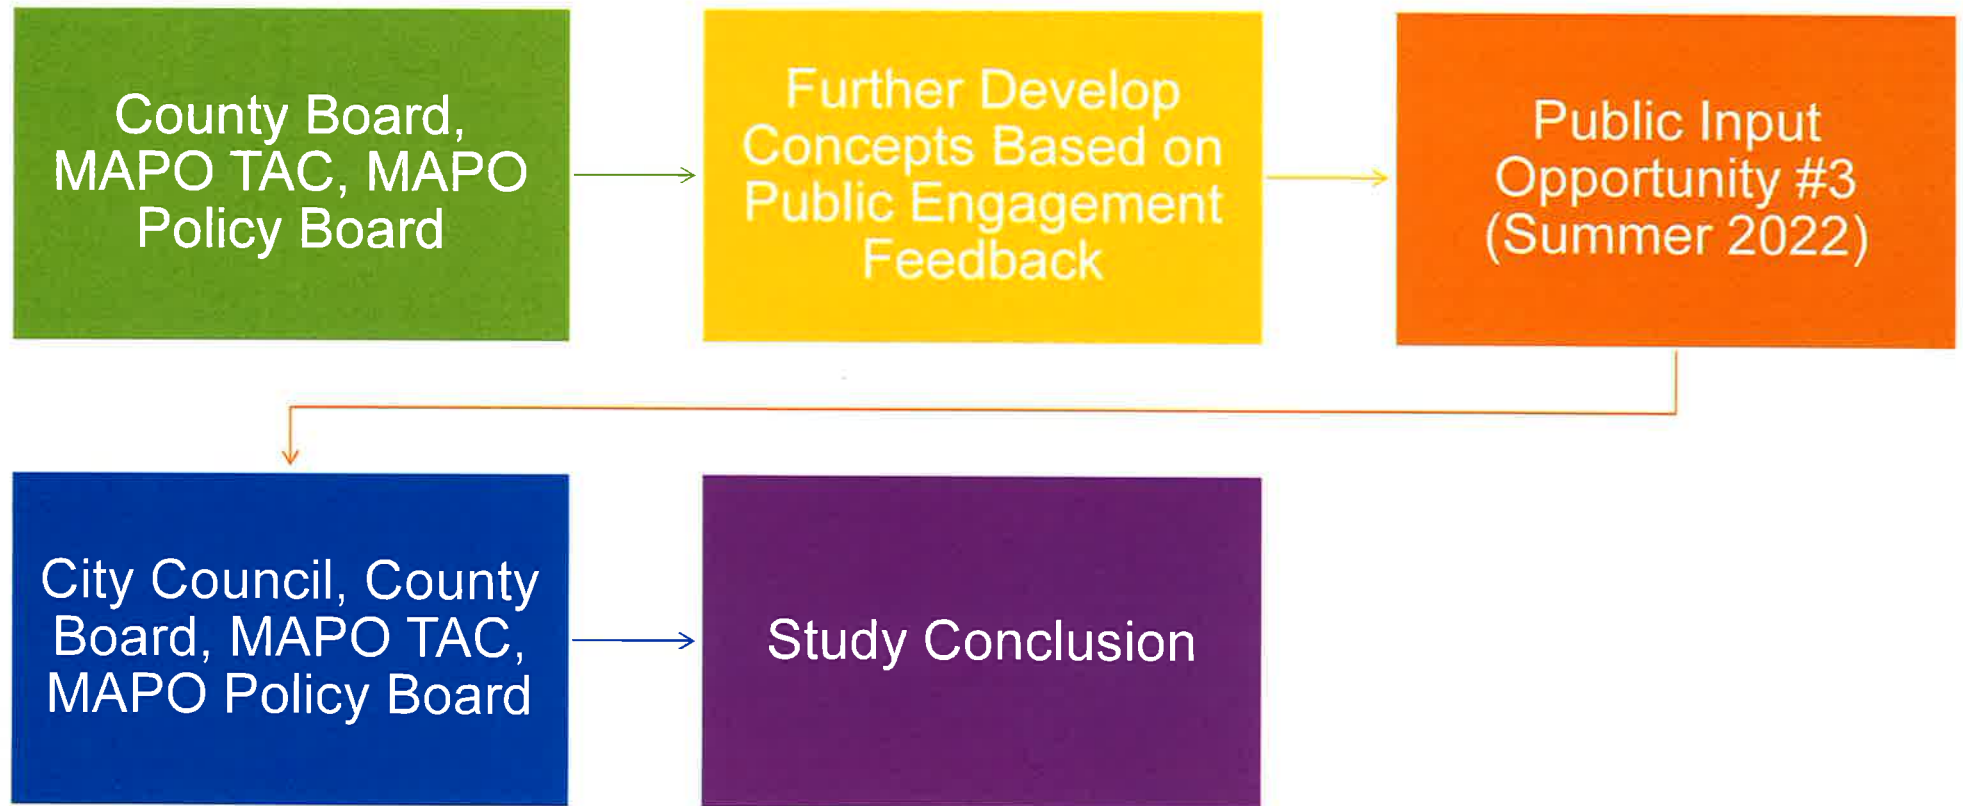 County Board,
MAPO TAC, MAPO
Policy Board
Further Develop
Concepts Based on
Public Engagement
Feedback
Public Input
Opportunity #3
(Summer 2022)
City Council, County
Board, MAPO TAC,
MAPO Policy Board
Study Conclusion